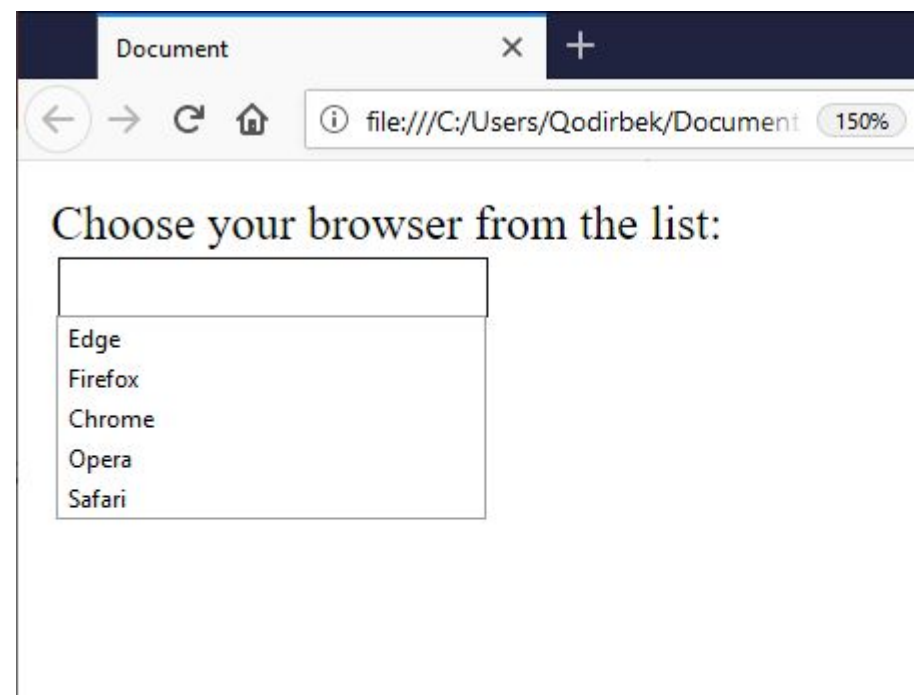 Document
file:///C:/Users/Qodirbek/Document 150%
Choose your browser from the list:
Edge
Firefox
Chrome
Opera
Safari